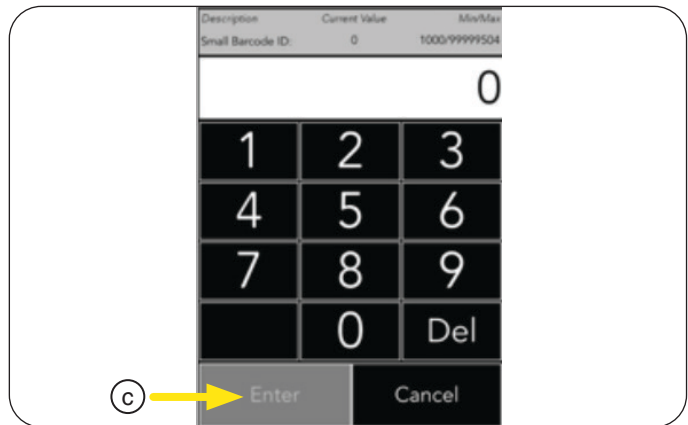 Description Current Value Min/Max
Small Barcode ID: 0 1000/99999504
0
1 2 3
4 5 6
7 8 9
0 Del
c Enter Cancel